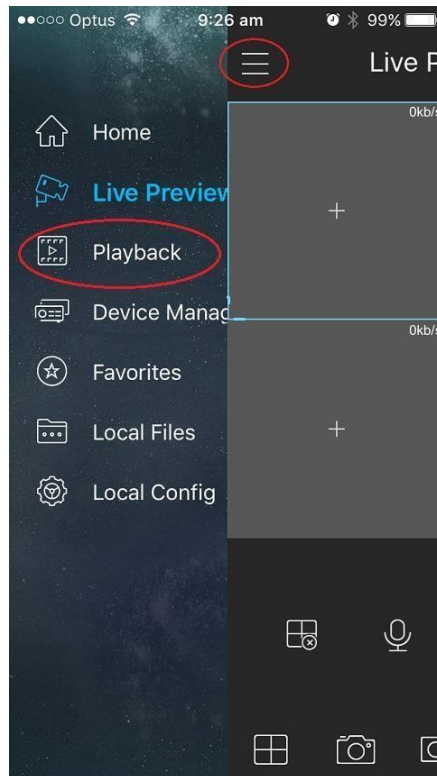 ●●○○○ Optus 9:26 am 99%
Live P
0kb/s
Home
Live Preview
Playback
Device Manag
0kb/s
Favorites
Local Files
Local Config